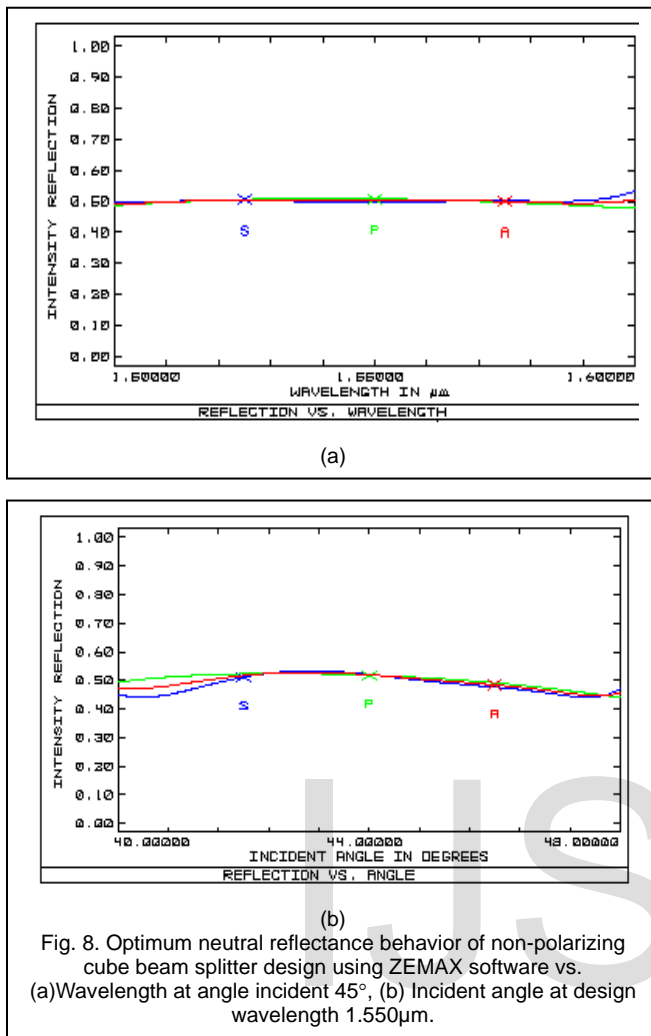 1.00
0.90
0.80
0.70
0.60
0.50
0.40
0.30
0.20
0.10
0.00
INTENSITY REFLECTION
S
P
A
1.50000 1.55000 1.60000
WAVELENGTH IN µm
REFLECTION VS. WAVELENGTH
(a)
1.00
0.90
0.80
0.70
0.60
0.50
0.40
0.30
0.20
0.10
0.00
INTENSITY REFLECTION
S
P
A
40.00000 44.00000 48.00000
INCIDENT ANGLE IN DEGREES
REFLECTION VS. ANGLE
(b)
IJS
Fig. 8. Optimum neutral reflectance behavior of non-polarizing
cube beam splitter design using ZEMAX software vs.
(a)Wavelength at angle incident 45°, (b) Incident angle at design
wavelength 1.550µm.